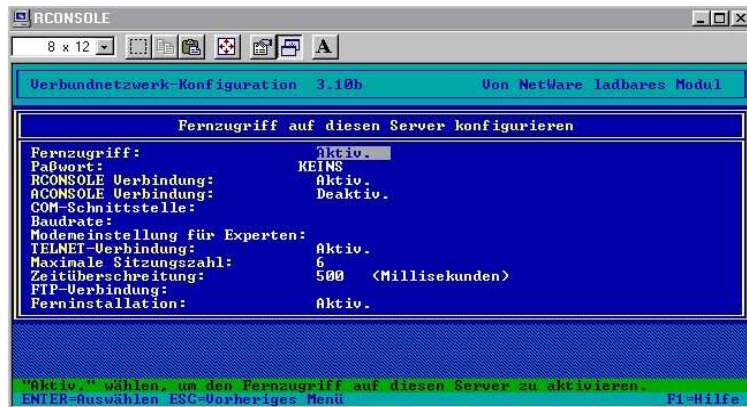 RCONSOLE
8 x 12 A
Verbundnetzwerk-Konfiguration 3.10b Von NetWare ladbares Modul
Fernzugriff auf diesen Server konfigurieren
Fernzugriff: Aktiv.
Paßwort: KEINS
RCONSOLE Verbindung: Aktiv.
ACONSOLE Verbindung: Deaktiv.
COM-Schnittstelle:
Baudrate:
Modemeinstellung für Experten:
TELNET-Verbindung: Aktiv.
Maximale Sitzungszahl: 6
Zeitüberschreitung: 500 (Millisekunden)
FTP-Verbindung:
Ferninstallation: Aktiv.
"Aktiv." wählen, um den Fernzugriff auf diesen Server zu aktivieren.
ENTER=Auswählen ESC=Vorheriges Menü F1=Hilfe